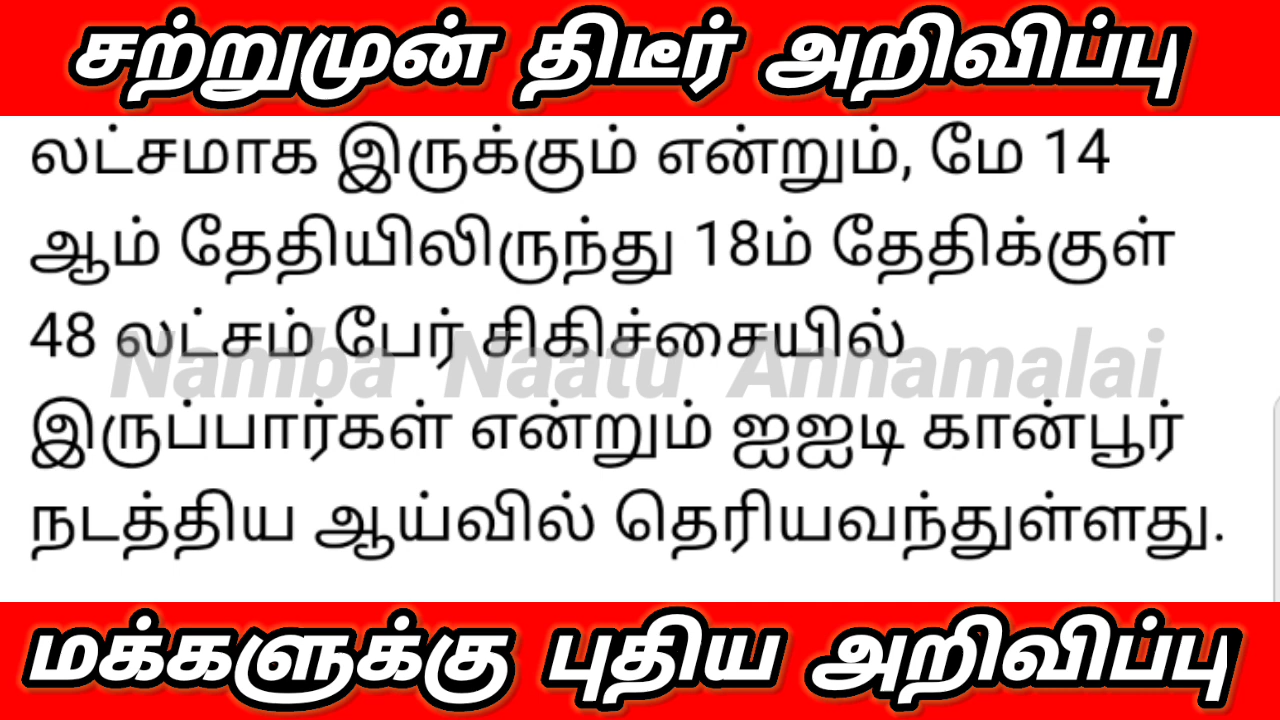 சற்றுமுன் திடீர் அறிவிப்பு
லட்சமாக இருக்கும் என்றும், மே 14
ஆம் தேதியிலிருந்து 18ம் தேதிக்குள்
48 லட்சம் பேர் சிகிச்சையில்
Namba Naatu Annamalai
இருப்பார்கள் என்றும் ஐஐடி கான்பூர்
நடத்திய ஆய்வில் தெரியவந்துள்ளது.
மக்களுக்கு புதிய அறிவிப்பு